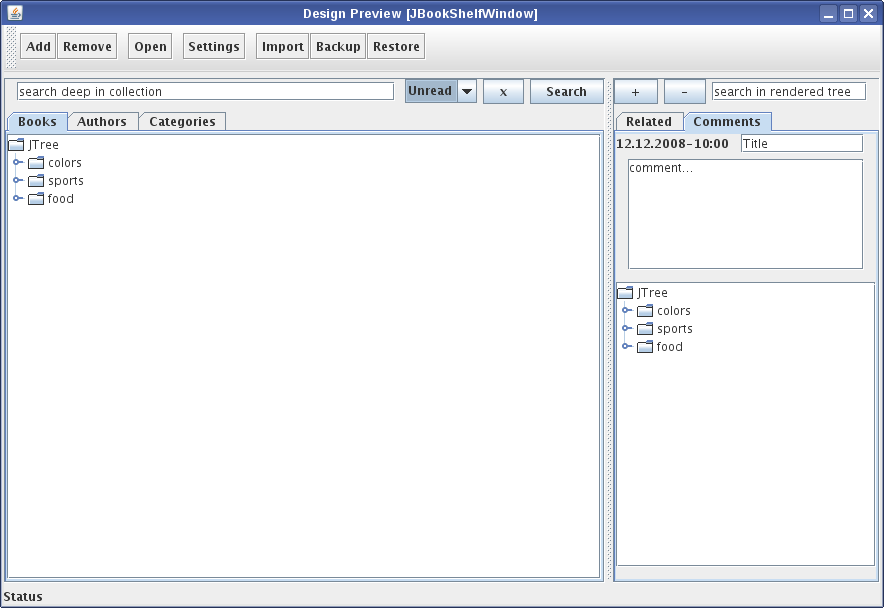 Design Preview [JBookShelfWindow]
Add Remove Open Settings Import Backup Restore
search deep in collection Unread x Search + - search in rendered tree
Books Authors Categories
JTree
colors
sports
food
Related Comments
12.12.2008-10:00 Title
comment...
JTree
colors
sports
food
Status